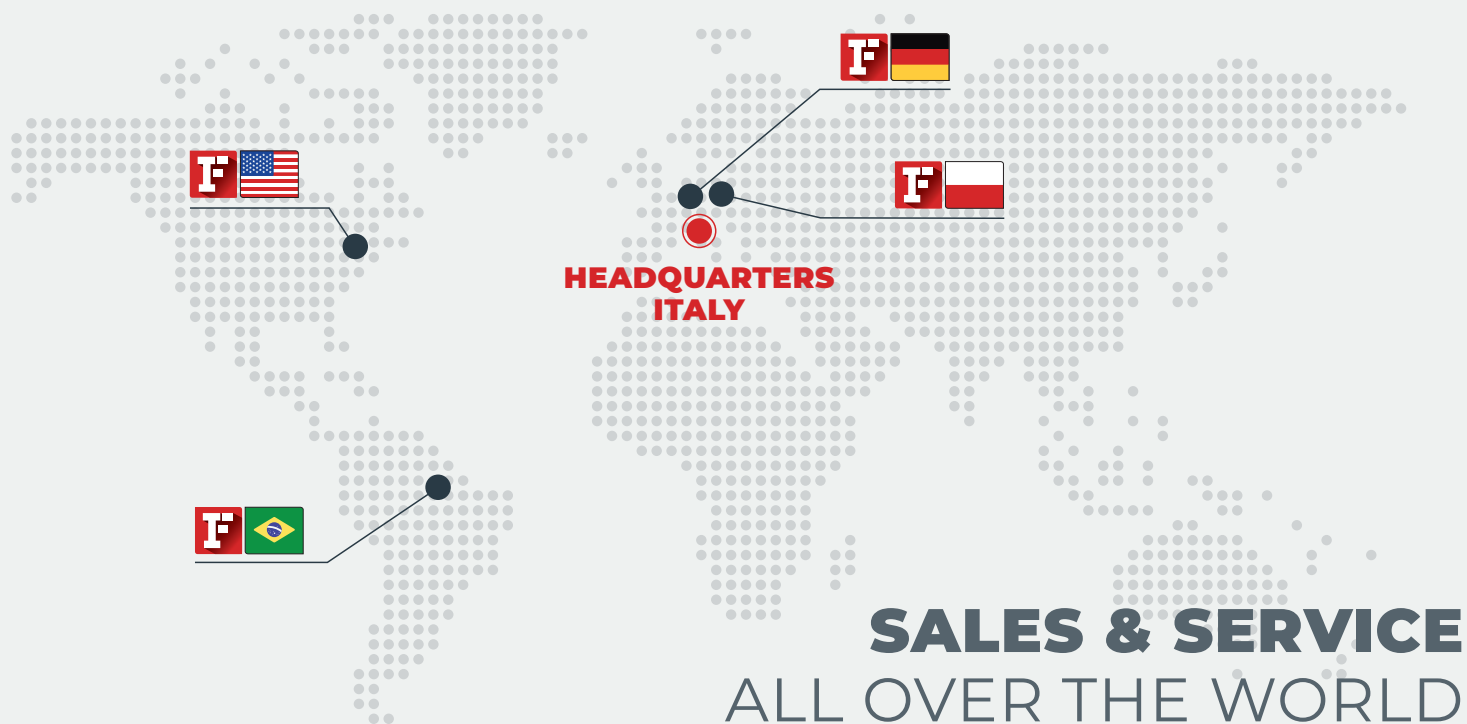 F
F
F
HEADQUARTERS
ITALY
F
SALES & SERVICE
ALL OVER THE WORLD